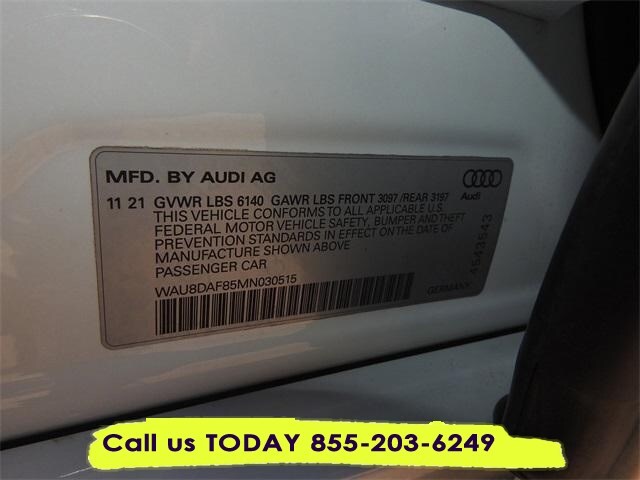 MFD. BY AUDI AG
Audi
11 21 GVWR LBS 6140 GAWR LBS FRONT 3097 /REAR 3197
THIS VEHICLE CONFORMS TO ALL APPLICABLE U.S.
FEDERAL MOTOR VEHICLE SAFETY, BUMPER AND THEFT
PREVENTION STANDARDS IN EFFECT ON THE DATE OF
MANUFACTURE SHOWN ABOVE
PASSENGER CAR
WAU8DAF85MN030515
GERMANY
4543543
Call us TODAY 855-203-6249